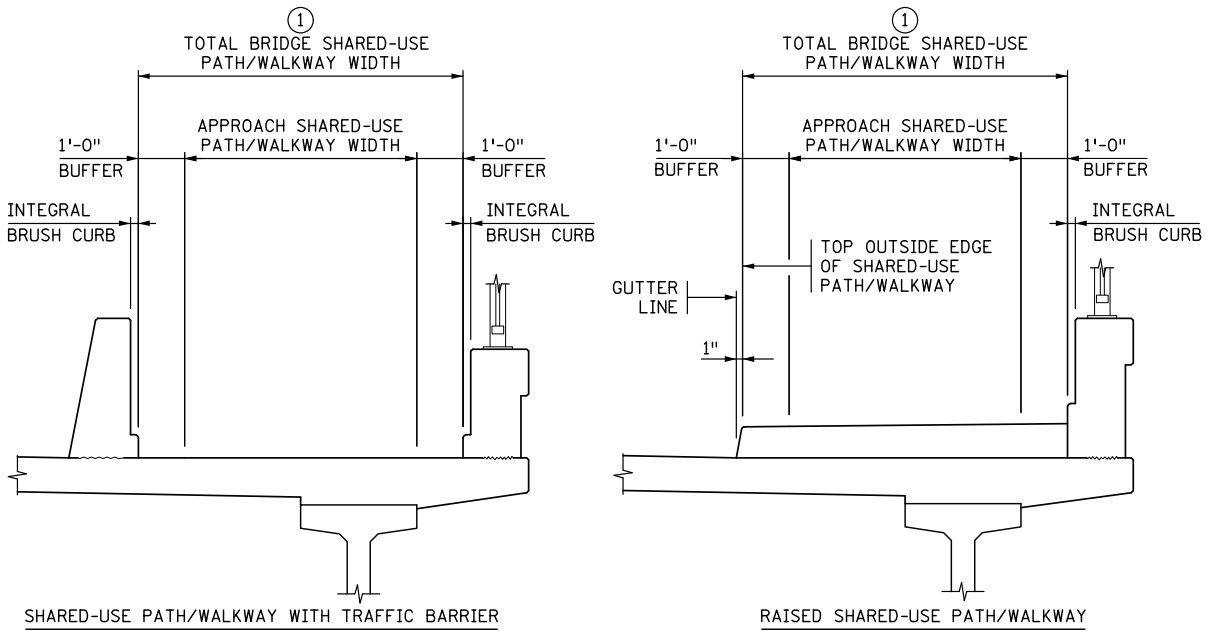 1
TOTAL BRIDGE SHARED-USE
PATH/WALKWAY WIDTH
APPROACH SHARED-USE
PATH/WALKWAY WIDTH
1'-0"
BUFFER
1'-0"
BUFFER
INTEGRAL
BRUSH CURB
INTEGRAL
BRUSH CURB
SHARED-USE PATH/WALKWAY WITH TRAFFIC BARRIER
1
TOTAL BRIDGE SHARED-USE
PATH/WALKWAY WIDTH
APPROACH SHARED-USE
PATH/WALKWAY WIDTH
1'-0"
BUFFER
1'-0"
BUFFER
INTEGRAL
BRUSH CURB
TOP OUTSIDE EDGE
OF SHARED-USE
PATH/WALKWAY
GUTTER
LINE
1"
RAISED SHARED-USE PATH/WALKWAY